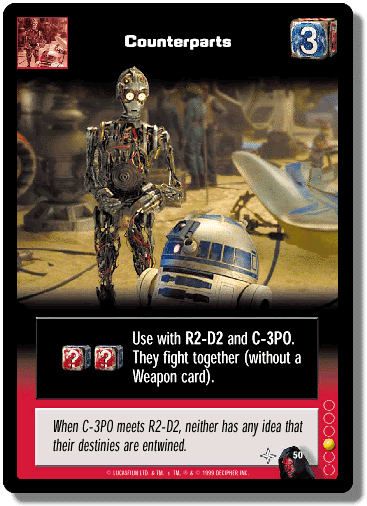 Counterparts
3
Use with R2-D2 and C-3PO.
They fight together (without a
Weapon card).
? ?
When C-3PO meets R2-D2, neither has any idea that
their destinies are entwined.
50
© LUCASFILM LTD. & TM. ; TM, ® & © 1999 DECIPHER INC.